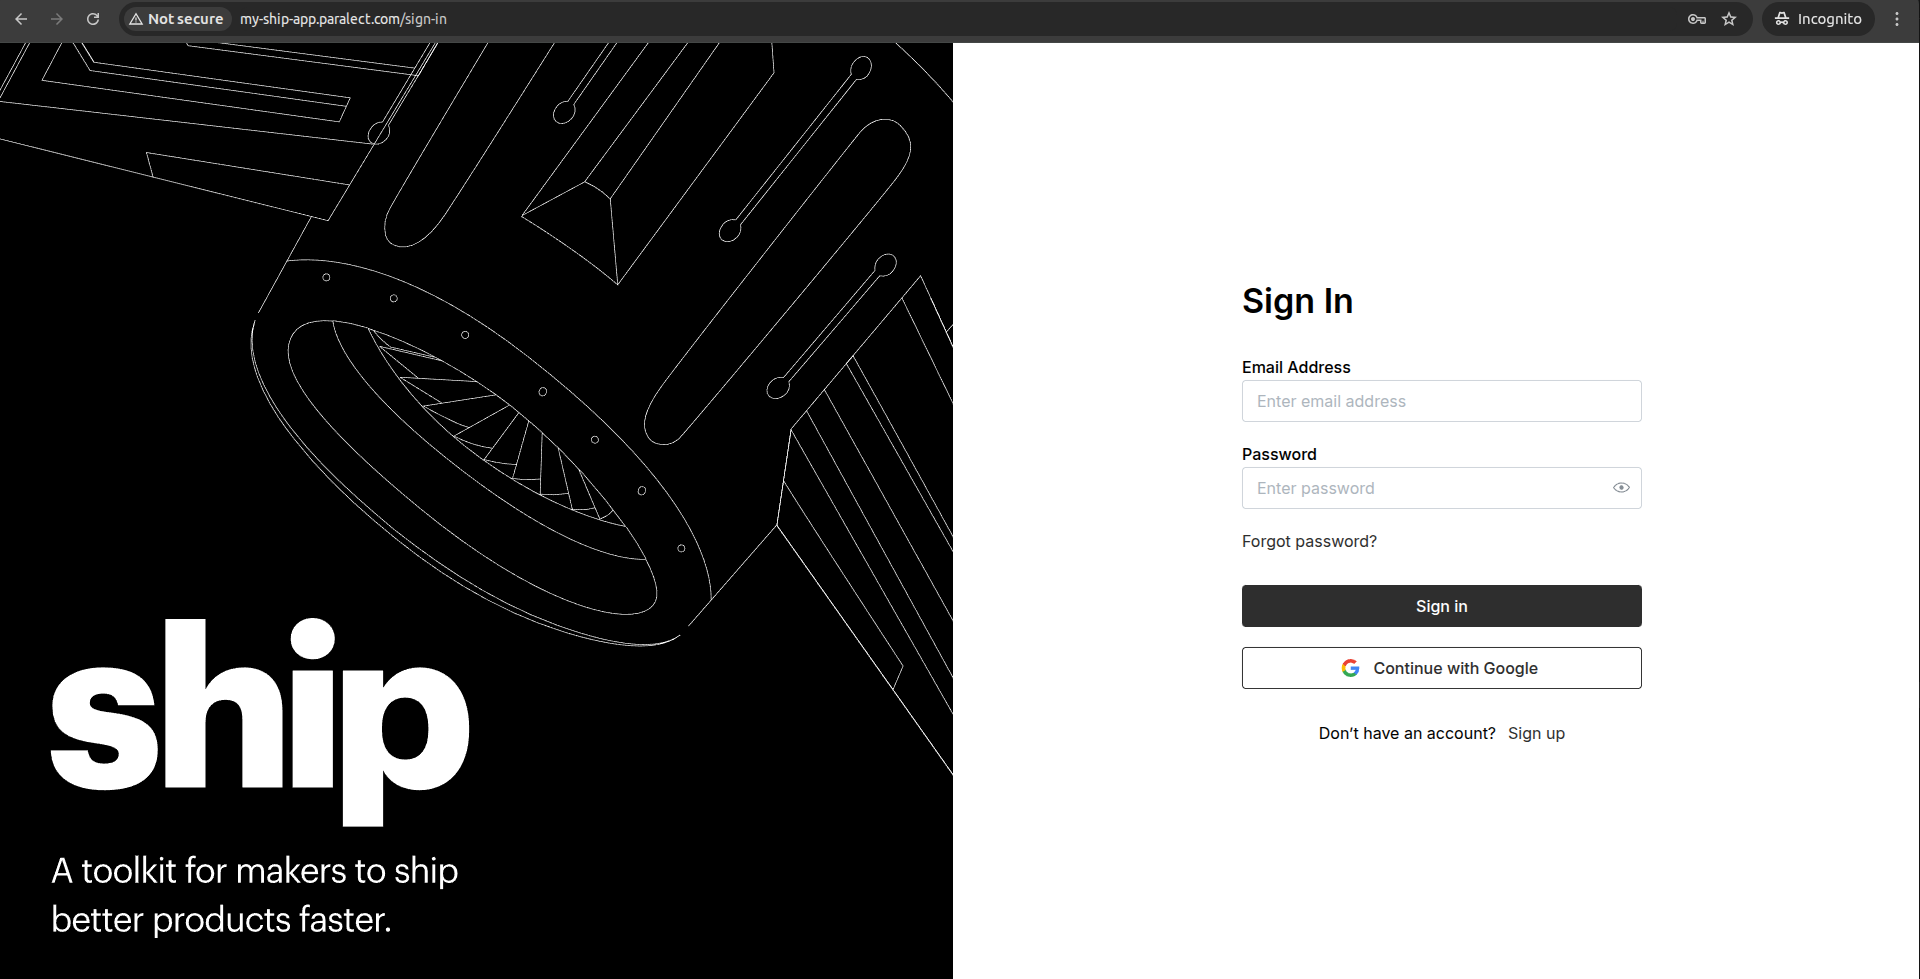 Not secure my-ship-app.paralect.com/sign-in Incognito
ship
A toolkit for makers to ship
better products faster.
Sign In
Email Address
Enter email address
Password
Enter password
Forgot password?
Sign in
Continue with Google
Don't have an account? Sign up